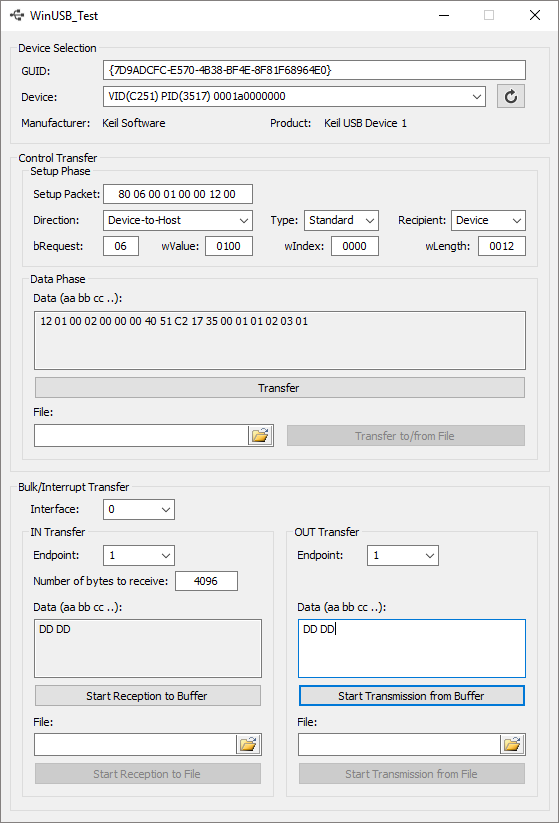 WinUSB_Test
Device Selection
GUID: {7D9ADCFC-E570-4B38-BF4E-8F81F68964E0}
Device: VID(C251) PID(3517) 0001a0000000
Manufacturer: Keil Software Product: Keil USB Device 1
Control Transfer
Setup Phase
Setup Packet: 80 06 00 01 00 00 12 00
Direction: Device-to-Host Type: Standard Recipient: Device
bRequest: 06 wValue: 0100 wIndex: 0000 wLength: 0012
Data Phase
Data (aa bb cc ..):
12 01 00 02 00 00 00 40 51 C2 17 35 00 01 01 02 03 01
Transfer
File:
Transfer to/from File
Bulk/Interrupt Transfer
Interface: 0
IN Transfer
Endpoint: 1
Number of bytes to receive: 4096
Data (aa bb cc ..):
DD DD
Start Reception to Buffer
File:
Start Reception to File
OUT Transfer
Endpoint: 1
Data (aa bb cc ..):
DD DD
Start Transmission from Buffer
File:
Start Transmission from File